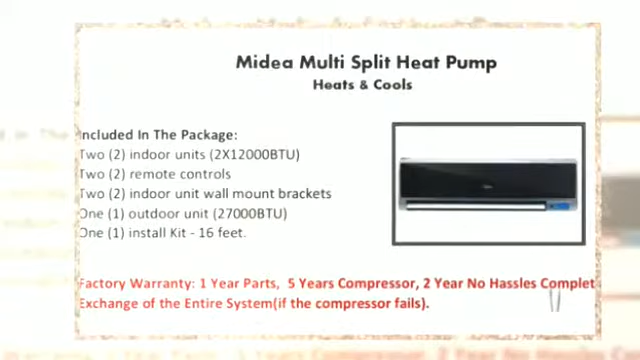 Midea Multi Split Heat Pump
Heats & Cools
Included In The Package:
Two (2) indoor units (2X12000BTU)
Two (2) remote controls
Two (2) indoor unit wall mount brackets
One (1) outdoor unit (27000BTU)
One (1) install Kit - 16 feet.
Factory Warranty: 1 Year Parts, 5 Years Compressor, 2 Year No Hassles Complet
Exchange of the Entire System(if the compressor fails).